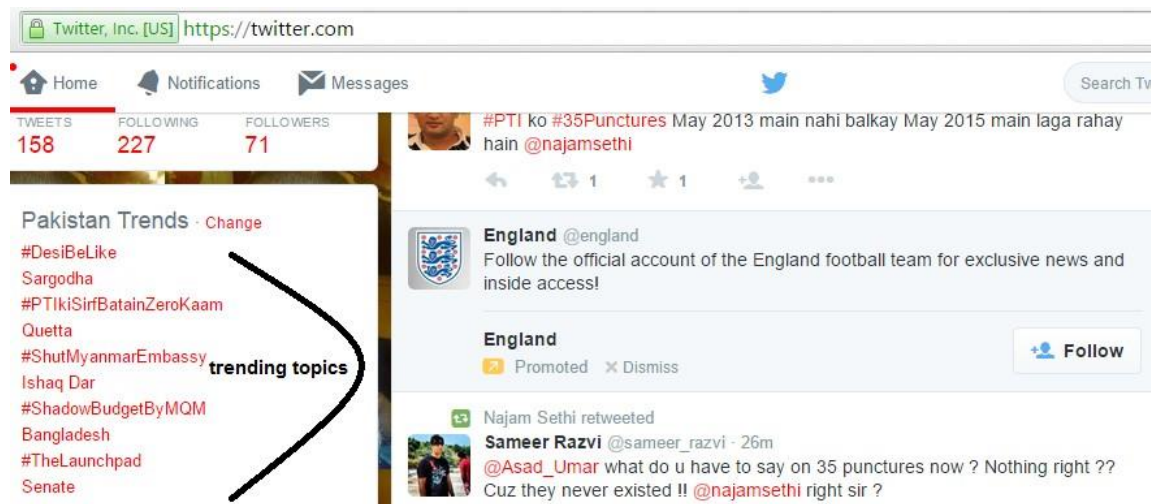 Twitter, Inc. [US] https://twitter.com
Home Notifications Messages Search Tw
TWEETS FOLLOWING FOLLOWERS
158 227 71
Pakistan Trends · Change
#DesiBeLike
Sargodha
#PTIkiSirfBatainZeroKaam
Quetta
#ShutMyanmarEmbassy
Ishaq Dar
#ShadowBudgetByMQM
Bangladesh
#TheLaunchpad
Senate
trending topics
#PTI ko #35Punctures May 2013 main nahi balkay May 2015 main laga rahay
hain @najamsethi
1 1
England @england
Follow the official account of the England football team for exclusive news and
inside access!
England
Promoted Dismiss
Follow
Najam Sethi retweeted
Sameer Razvi @sameer_razvi · 26m
@Asad_Umar what do u have to say on 35 punctures now ? Nothing right ??
Cuz they never existed !! @najamsethi right sir ?